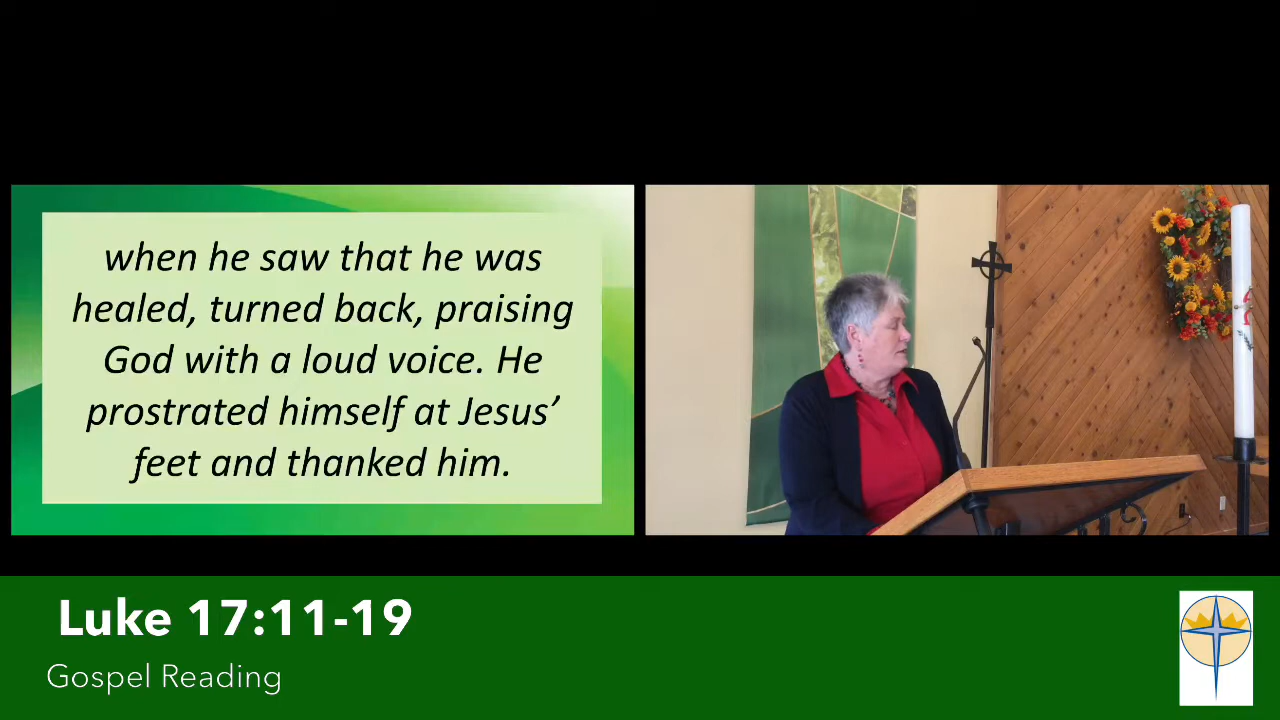 when he saw that he was
healed, turned back, praising
God with a loud voice. He
prostrated himself at Jesus’
feet and thanked him.
Luke 17:11-19
Gospel Reading